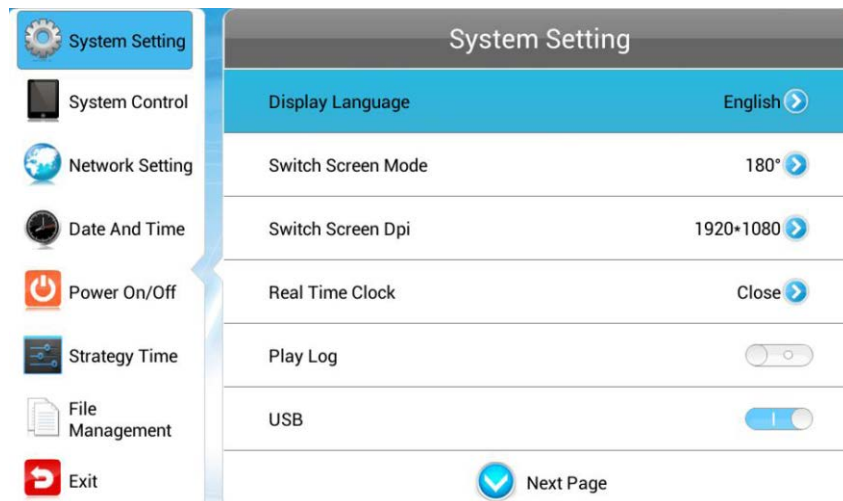 System Setting
System Control
Network Setting
Date And Time
Power On/Off
Strategy Time
File
Management
Exit
System Setting
Display Language English
Switch Screen Mode 180°
Switch Screen Dpi 1920*1080
Real Time Clock Close
Play Log
USB
Next Page